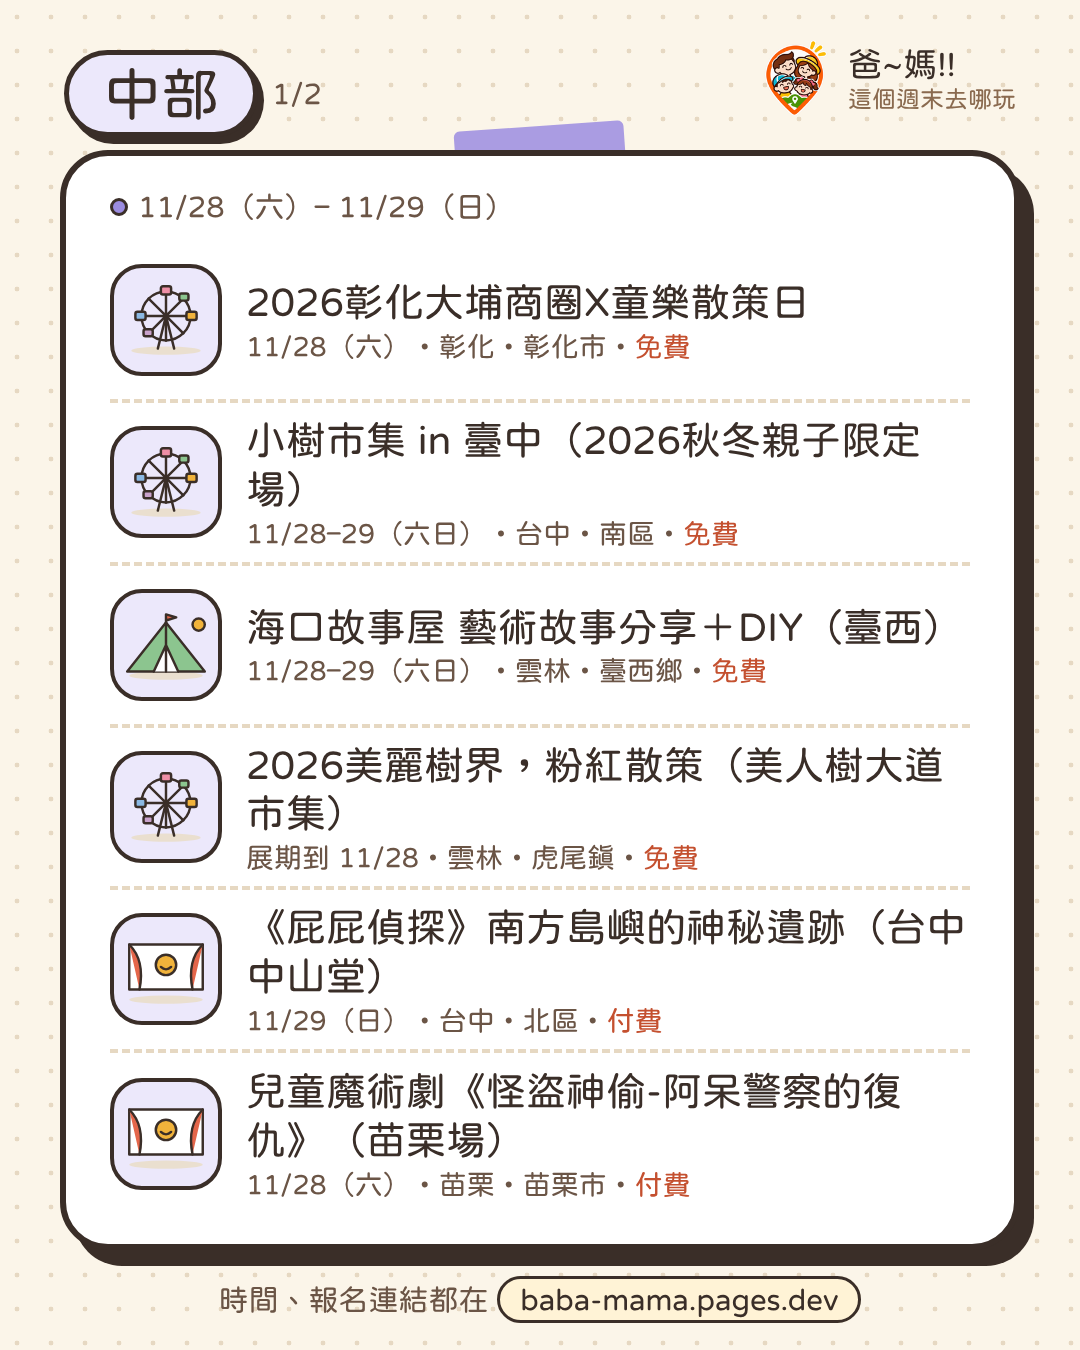 中部
1/2
爸~媽!!
這個週末去哪玩
11/28（六）– 11/29（日）
2026彰化大埔商圈X童樂散策日
11/28（六）・彰化・彰化市・免費
小樹市集 in 臺中（2026秋冬親子限定
場）
11/28–29（六日）・台中・南區・免費
海口故事屋 藝術故事分享＋DIY（臺西）
11/28–29（六日）・雲林・臺西鄉・免費
2026美麗樹界，粉紅散策（美人樹大道
市集）
展期到 11/28・雲林・虎尾鎮・免費
《屁屁偵探》南方島嶼的神秘遺跡（台中
中山堂）
11/29（日）・台中・北區・付費
兒童魔術劇《怪盜神偷-阿呆警察的復
仇》（苗栗場）
11/28（六）・苗栗・苗栗市・付費
時間、報名連結都在 baba-mama.pages.dev